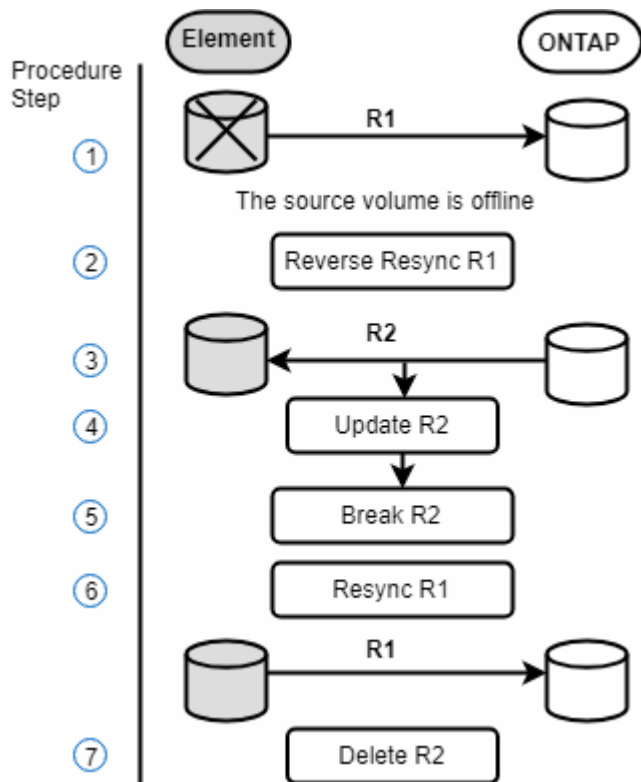 Element
ONTAP
Procedure
Step
R1
1
The source volume is offline
2
Reverse Resync R1
R2
3
4
Update R2
5
Break R2
6
Resync R1
R1
7
Delete R2